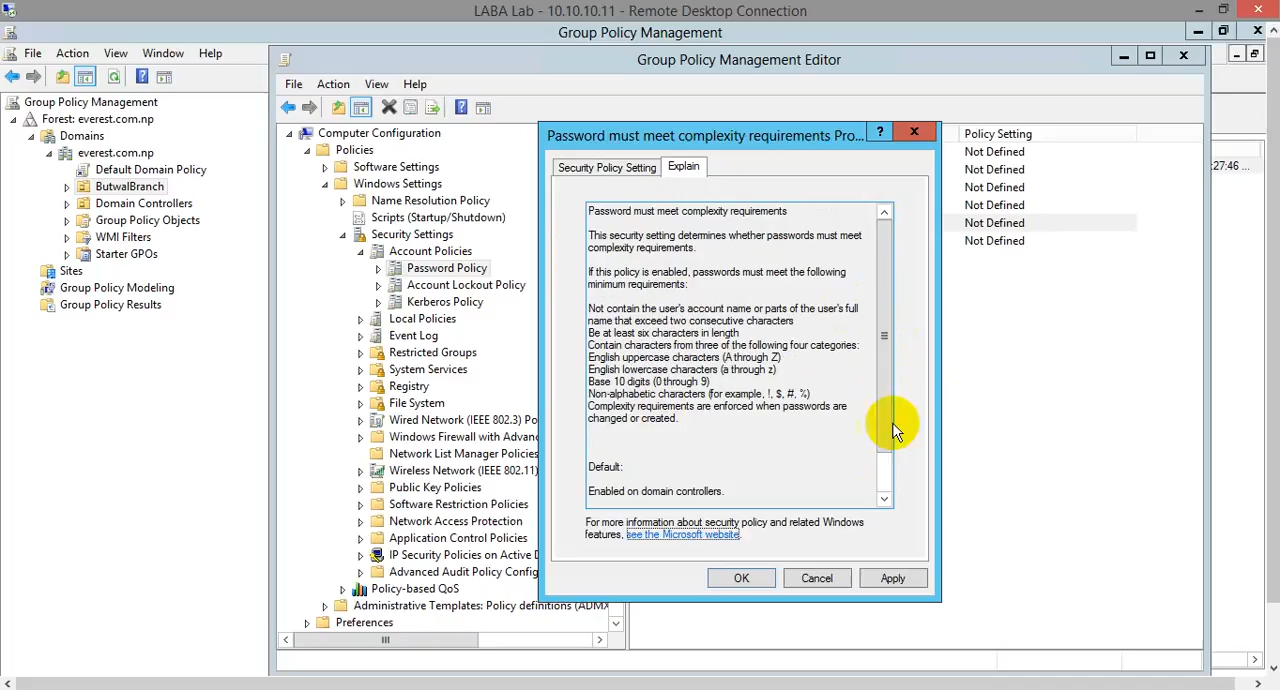 LABA Lab - 10.10.10.11 - Remote Desktop Connection
Group Policy Management
File Action View Window Help
Group Policy Management
Forest: everest.com.np
Domains
everest.com.np
Default Domain Policy
ButwalBranch
Domain Controllers
Group Policy Objects
WMI Filters
Starter GPOs
Sites
Group Policy Modeling
Group Policy Results
Group Policy Management Editor
File Action View Help
Computer Configuration
Policies
Software Settings
Windows Settings
Name Resolution Policy
Scripts (Startup/Shutdown)
Security Settings
Account Policies
Password Policy
Account Lockout Policy
Kerberos Policy
Local Policies
Event Log
Restricted Groups
System Services
Registry
File System
Wired Network (IEEE 802.3) Po
Windows Firewall with Advanc
Network List Manager Policies
Wireless Network (IEEE 802.11)
Public Key Policies
Software Restriction Policies
Network Access Protection
Application Control Policies
IP Security Policies on Active D
Advanced Audit Policy Config
Policy-based QoS
Administrative Templates: Policy definitions (ADMX
Preferences
Password must meet complexity requirements Pro...
?
Security Policy Setting
Explain
Password must meet complexity requirements
This security setting determines whether passwords must meet
complexity requirements.
If this policy is enabled, passwords must meet the following
minimum requirements:
Not contain the user's account name or parts of the user's full
name that exceed two consecutive characters
Be at least six characters in length
Contain characters from three of the following four categories:
English uppercase characters (A through Z)
English lowercase characters (a through z)
Base 10 digits (0 through 9)
Non-alphabetic characters (for example, !, $, #, %)
Complexity requirements are enforced when passwords are
changed or created.
Default:
Enabled on domain controllers.
For more information about security policy and related Windows
features, see the Microsoft website.
OK
Cancel
Apply
Policy Setting
Not Defined
Not Defined
Not Defined
Not Defined
Not Defined
Not Defined
:27:46 ...